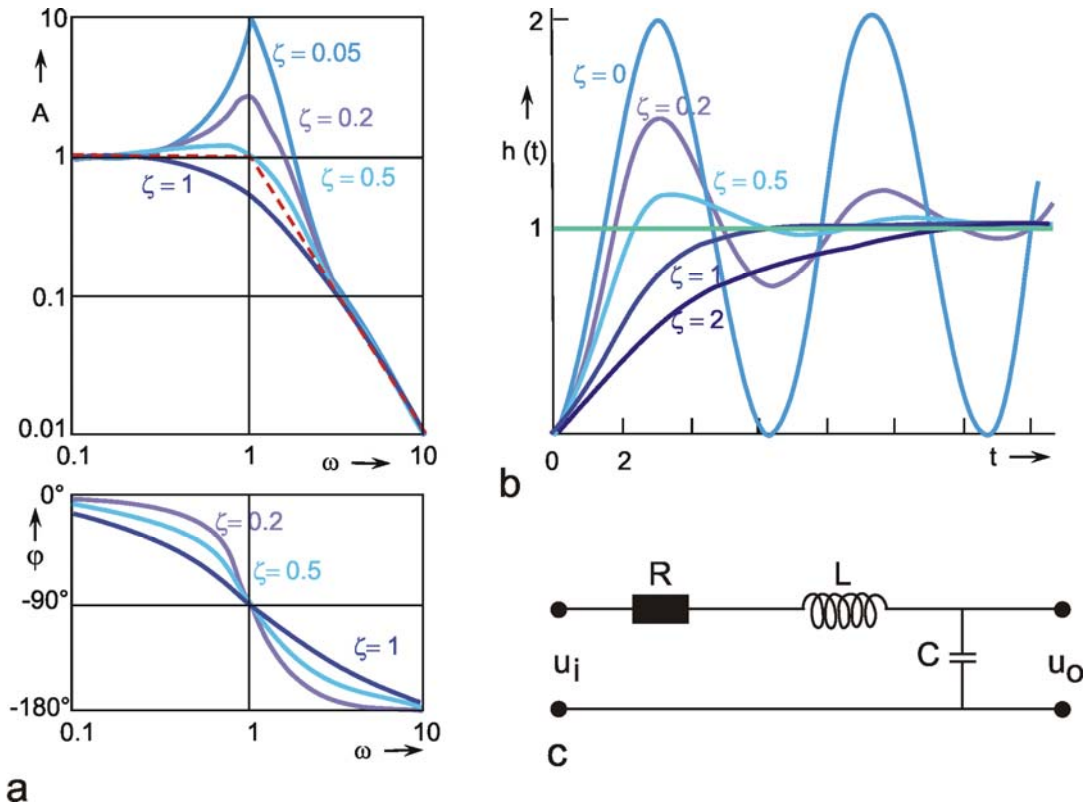 10
A
1
0.1
0.01
ζ = 0.05
ζ = 0.2
ζ = 0.5
ζ = 1
0.1
1
ω
10
0°
φ
-90°
-180°
ζ = 0.2
ζ = 0.5
ζ = 1
0.1
1
ω
10
a
2
h (t)
1
ζ = 0
ζ = 0.2
ζ = 0.5
ζ = 1
ζ = 2
0
2
t
b
R
L
C
u_i
u_o
c